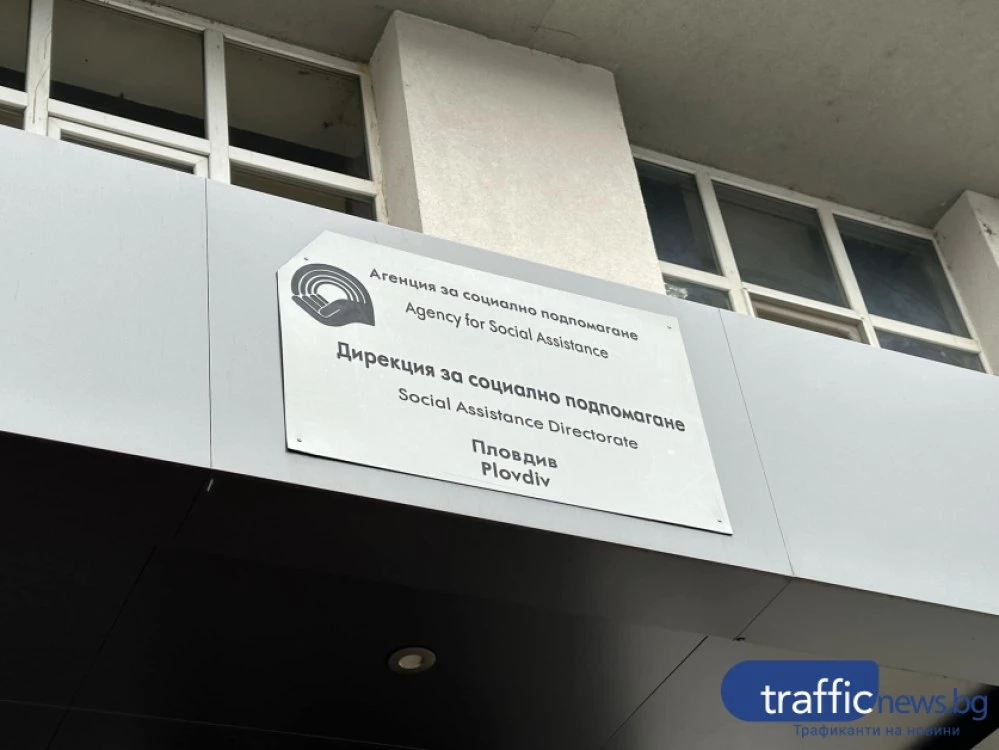 Агенция за социално подпомагане
Agency for Social Assistance
Дирекция за социално подпомагане
Social Assistance Directorate
Пловдив
Plovdiv
trafficnews.bg
Трафиканти на новини